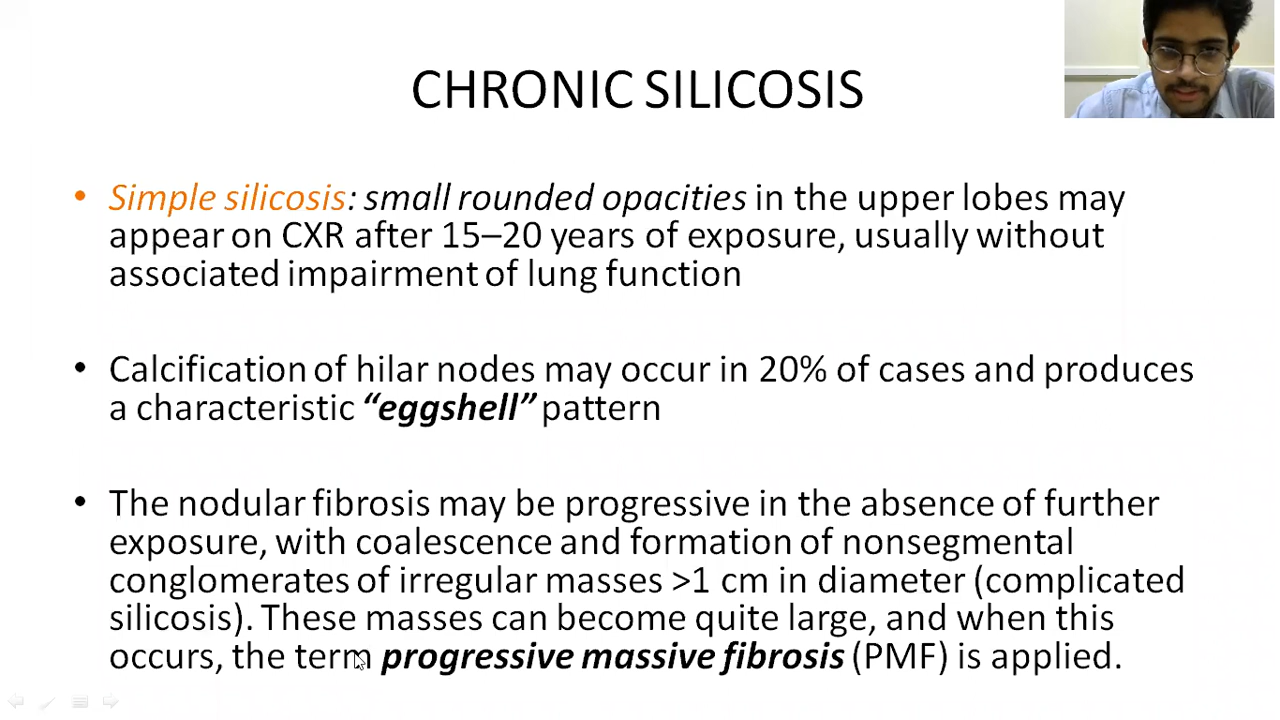 CHRONIC SILICOSIS
• Simple silicosis: small rounded opacities in the upper lobes may
appear on CXR after 15–20 years of exposure, usually without
associated impairment of lung function
• Calcification of hilar nodes may occur in 20% of cases and produces
a characteristic “eggshell” pattern
• The nodular fibrosis may be progressive in the absence of further
exposure, with coalescence and formation of nonsegmental
conglomerates of irregular masses >1 cm in diameter (complicated
silicosis). These masses can become quite large, and when this
occurs, the term progressive massive fibrosis (PMF) is applied.